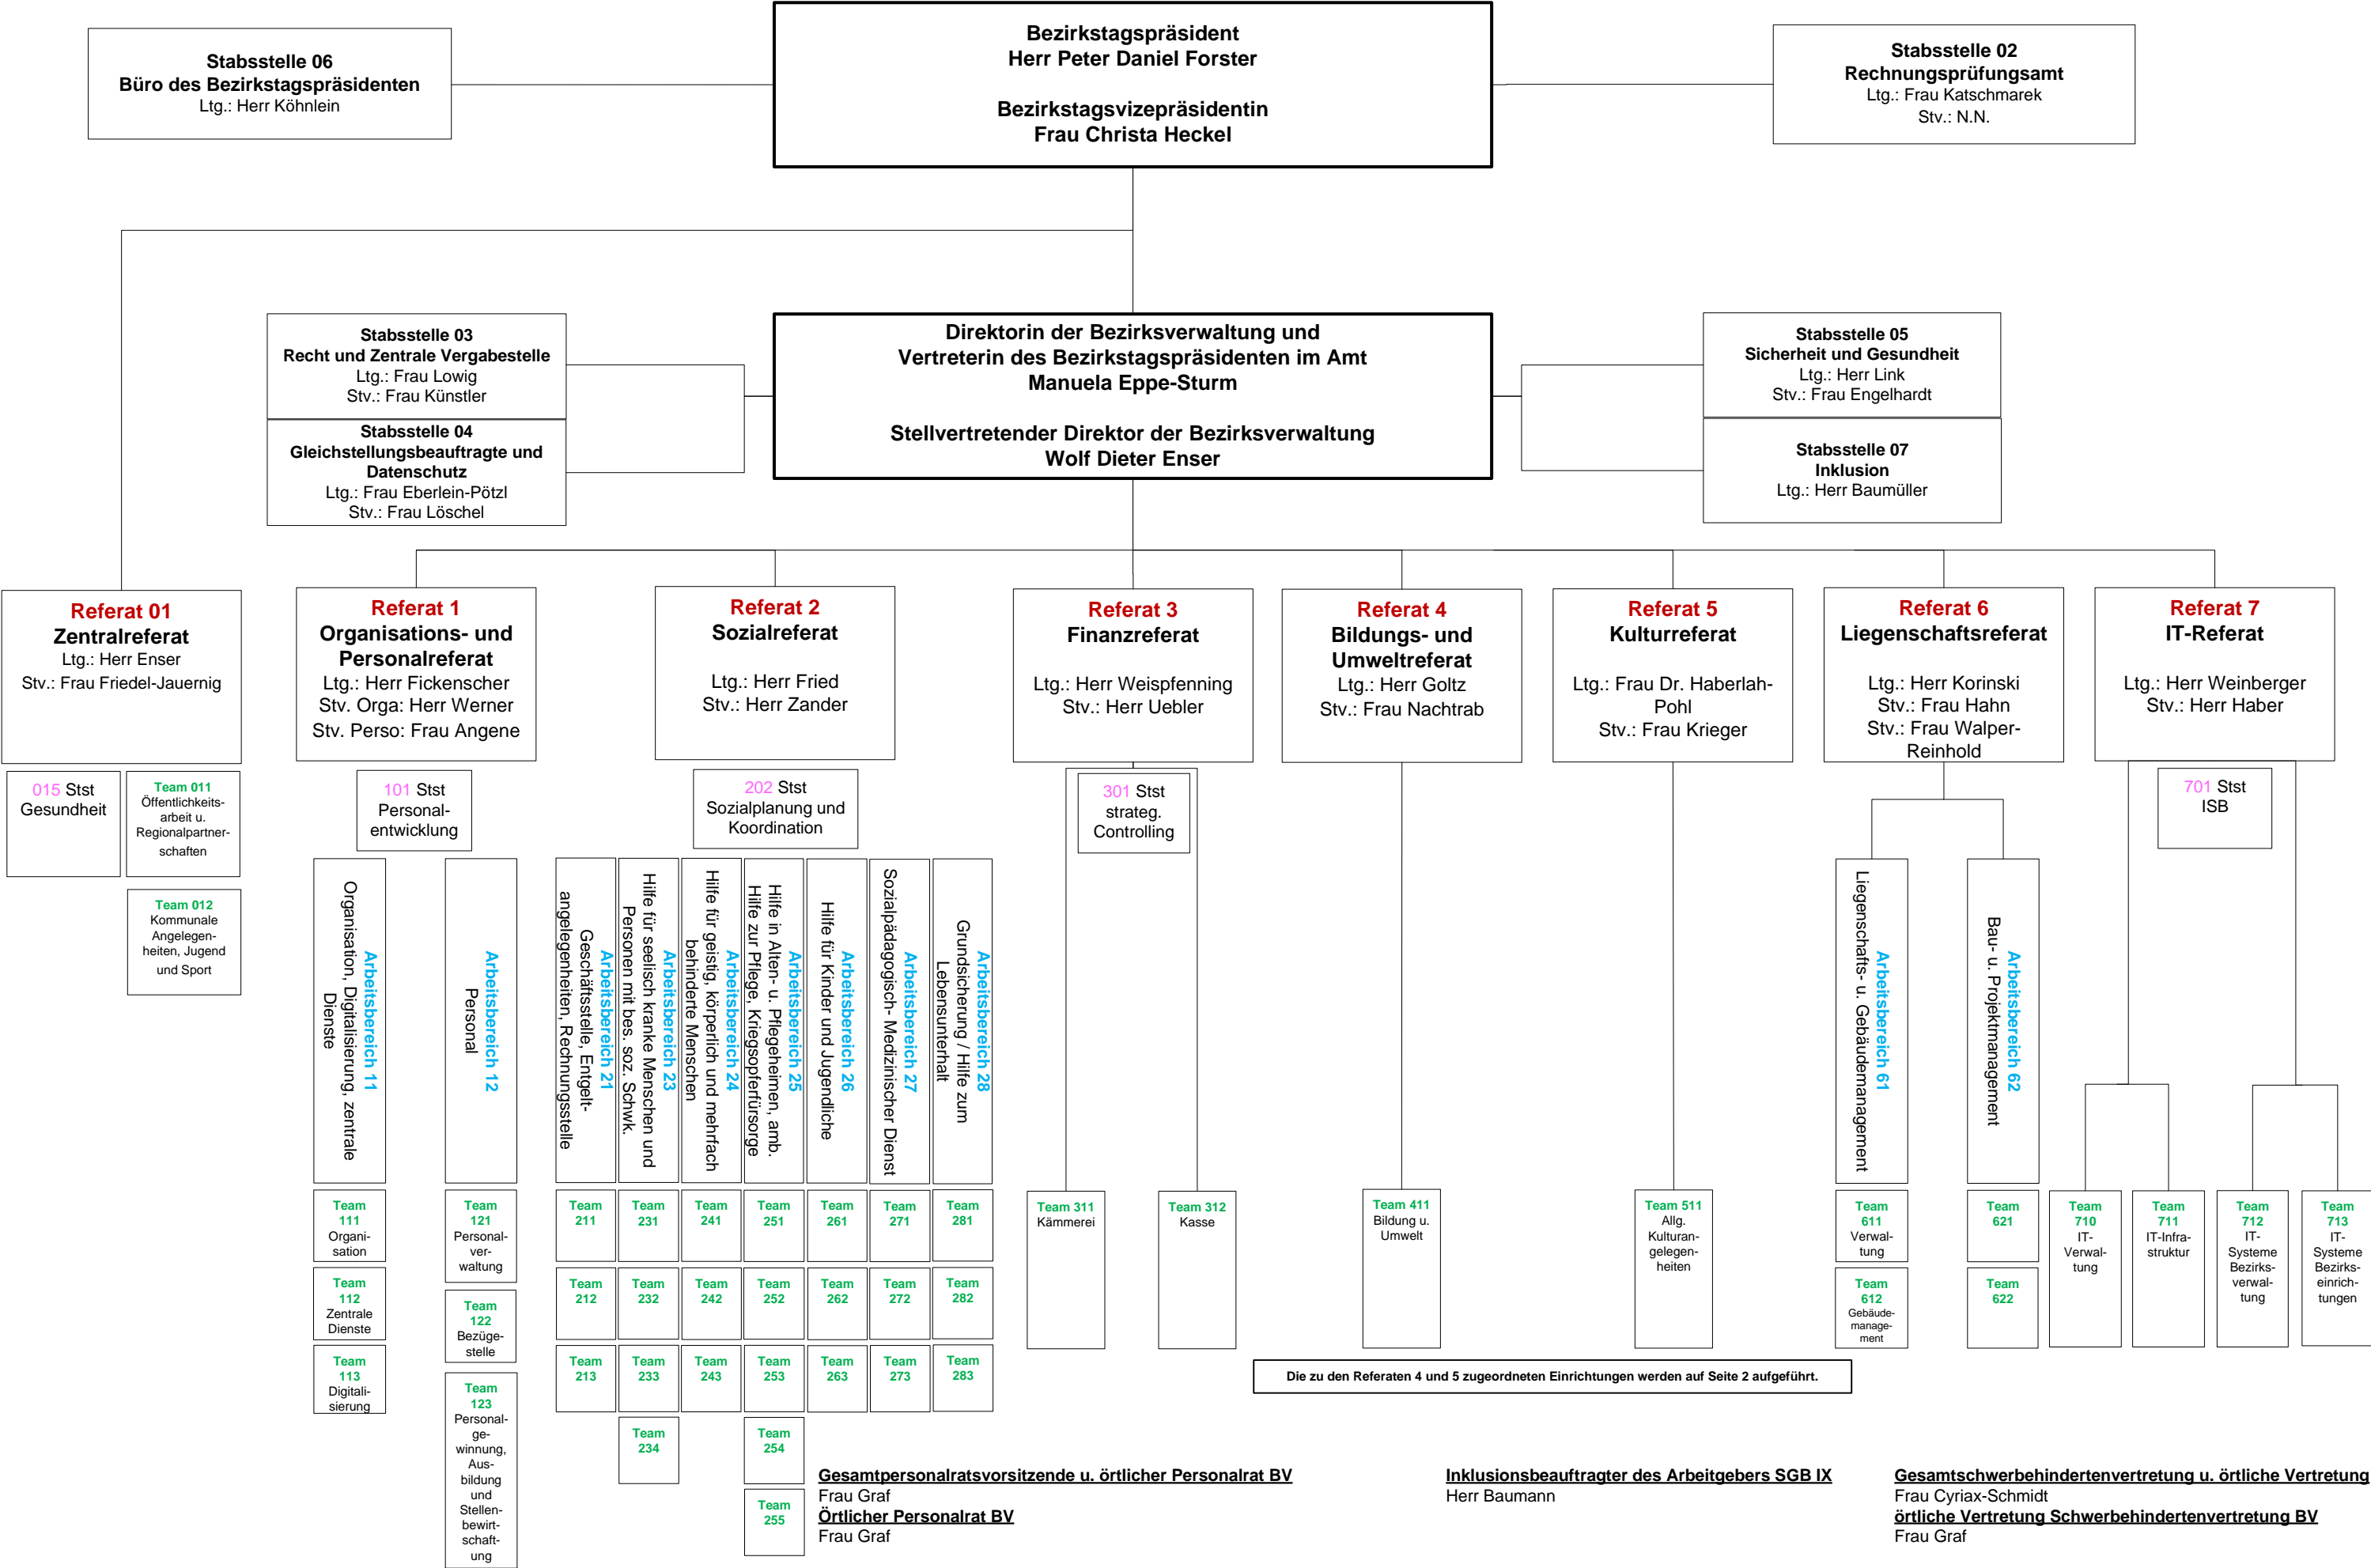 Bezirkstagspräsident
Herr Peter Daniel Forster
Bezirkstagsvizepräsidentin
Frau Christa Heckel
Stabsstelle 06
Büro des Bezirkstagspräsidenten
Ltg.: Herr Köhnlein
Stabsstelle 02
Rechnungsprüfungsamt
Ltg.: Frau Katschmarek
Stv.: N.N.
Stabsstelle 03
Recht und Zentrale Vergabestelle
Ltg.: Frau Lowig
Stv.: Frau Künstler
Stabsstelle 04
Gleichstellungsbeauftragte und
Datenschutz
Ltg.: Frau Eberlein-Pötzl
Stv.: Frau Löschel
Direktorin der Bezirksverwaltung und
Vertreterin des Bezirkstagspräsidenten im Amt
Manuela Eppe-Sturm
Stellvertretender Direktor der Bezirksverwaltung
Wolf Dieter Enser
Stabsstelle 05
Sicherheit und Gesundheit
Ltg.: Herr Link
Stv.: Frau Engelhardt
Stabsstelle 07
Inklusion
Ltg.: Herr Baumüller
Referat 01
Zentralreferat
Ltg.: Herr Enser
Stv.: Frau Friedel-Jauernig
Referat 1
Organisations- und
Personalreferat
Ltg.: Herr Fickenscher
Stv. Orga: Herr Werner
Stv. Perso: Frau Angene
Referat 2
Sozialreferat
Ltg.: Herr Fried
Stv.: Herr Zander
Referat 3
Finanzreferat
Ltg.: Herr Weispfenning
Stv.: Herr Uebler
Referat 4
Bildungs- und
Umweltreferat
Ltg.: Herr Goltz
Stv.: Frau Nachtrab
Referat 5
Kulturreferat
Ltg.: Frau Dr. Haberlah-
Pohl
Stv.: Frau Krieger
Referat 6
Liegenschaftsreferat
Ltg.: Herr Korinski
Stv.: Frau Hahn
Stv.: Frau Walper-
Reinhold
Referat 7
IT-Referat
Ltg.: Herr Weinberger
Stv.: Herr Haber
015 Stst
Gesundheit
Team 011
Öffentlichkeits-
arbeit u.
Regionalpartner-
schaften
Team 012
Kommunale
Angelegen-
heiten, Jugend
und Sport
101 Stst
Personal-
entwicklung
202 Stst
Sozialplanung und
Koordination
301 Stst
strateg.
Controlling
701 Stst
ISB
Arbeitsbereich 11
Organisation, Digitalisierung, zentrale
Dienste
Arbeitsbereich 12
Personal
Arbeitsbereich 21
Geschäftsstelle, Entgelt-
angelegenheiten, Rechnungsstelle
Arbeitsbereich 23
Hilfe für seelisch kranke Menschen und
Personen mit bes. soz. Schwk.
Arbeitsbereich 24
Hilfe für geistig, körperlich und mehrfach
behinderte Menschen
Arbeitsbereich 25
Hilfe in Alten- u. Pflegeheimen, amb.
Hilfe zur Pflege, Kriegsopferfürsorge
Arbeitsbereich 26
Hilfe für Kinder und Jugendliche
Arbeitsbereich 27
Sozialpädagogisch- Medizinischer Dienst
Arbeitsbereich 28
Grundsicherung / Hilfe zum
Lebensunterhalt
Arbeitsbereich 61
Liegenschafts- u. Gebäudemanagement
Arbeitsbereich 62
Bau- u. Projektmanagement
Team
111
Organi-
sation
Team
112
Zentrale
Dienste
Team
113
Digitali-
sierung
Team
121
Personal-
ver-
waltung
Team
122
Bezüge-
stelle
Team
123
Personal-
ge-
winnung,
Aus-
bildung
und
Stellen-
bewirt-
schaft-
ung
Team
211
Team
212
Team
213
Team
231
Team
232
Team
233
Team
234
Team
241
Team
242
Team
243
Team
251
Team
252
Team
253
Team
254
Team
255
Team
261
Team
262
Team
263
Team
271
Team
272
Team
273
Team
281
Team
282
Team
283
Team 311
Kämmerei
Team 312
Kasse
Team 411
Bildung u.
Umwelt
Team 511
Allg.
Kulturan-
gelegen-
heiten
Team
611
Verwal-
tung
Team
612
Gebäude-
manage-
ment
Team
621
Team
622
Team
710
IT-
Verwal-
tung
Team
711
IT-Infra-
struktur
Team
712
IT-
Systeme
Bezirks-
verwal-
tung
Team
713
IT-
Systeme
Bezirks-
einrich-
tungen
Die zu den Referaten 4 und 5 zugeordneten Einrichtungen werden auf Seite 2 aufgeführt.
Gesamtpersonalratsvorsitzende u. örtlicher Personalrat BV
Frau Graf
Örtlicher Personalrat BV
Frau Graf
Inklusionsbeauftragter des Arbeitgebers SGB IX
Herr Baumann
Gesamtschwerbehindertenvertretung u. örtliche Vertretung
Frau Cyriax-Schmidt
örtliche Vertretung Schwerbehindertenvertretung BV
Frau Graf